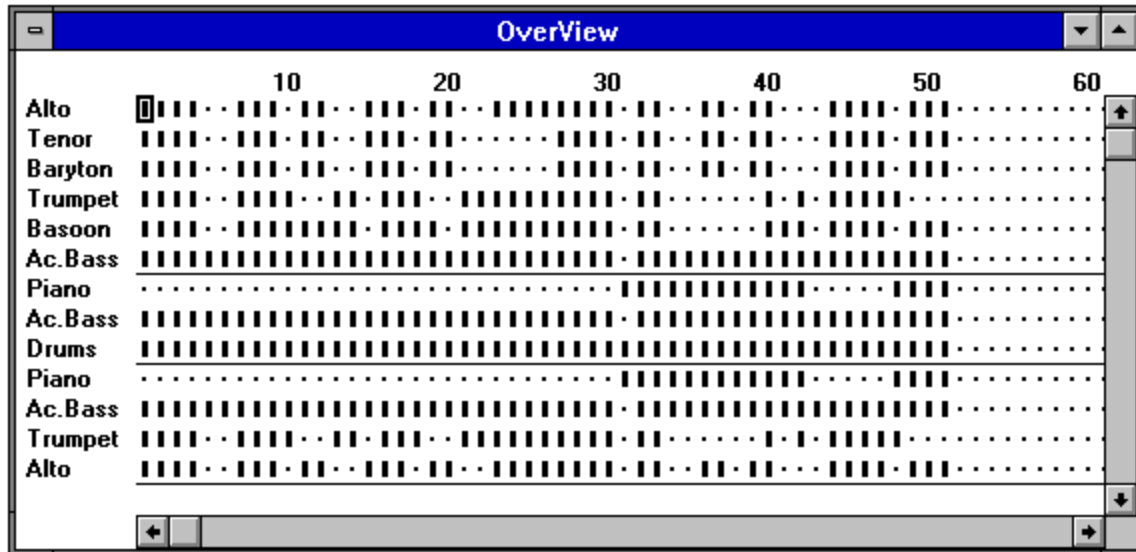 OverView
10 20 30 40 50 60
Alto
Tenor
Baryton
Trumpet
Basoon
Ac.Bass
Piano
Ac.Bass
Drums
Piano
Ac.Bass
Trumpet
Alto